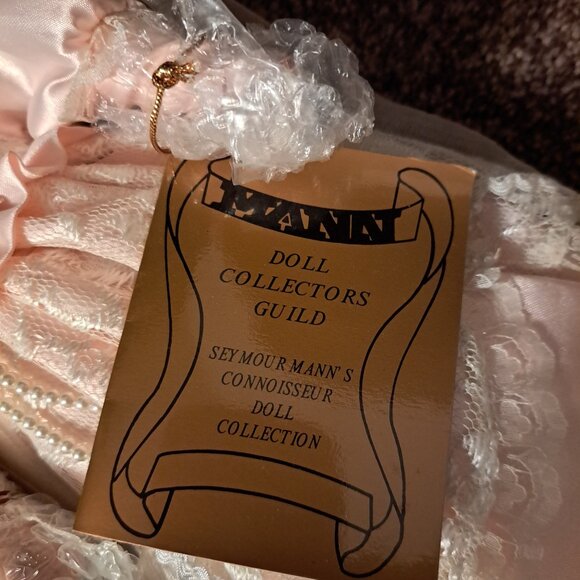 MANN
DOLL
COLLECTORS
GUILD
SEYMOUR MANN'S
CONNOISSEUR
DOLL
COLLECTION